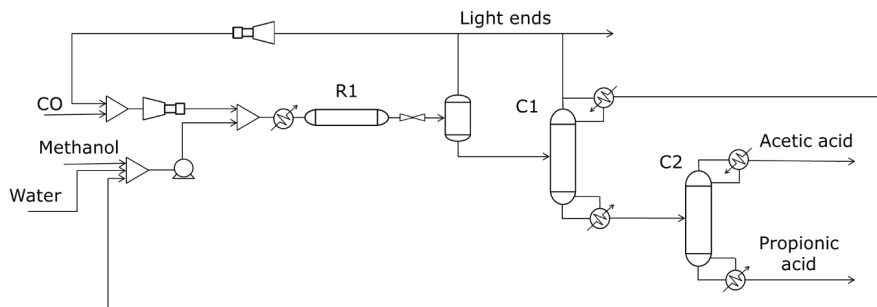 Light ends
R1
CO
C1
Methanol
Acetic acid
C2
Water
Propionic
acid